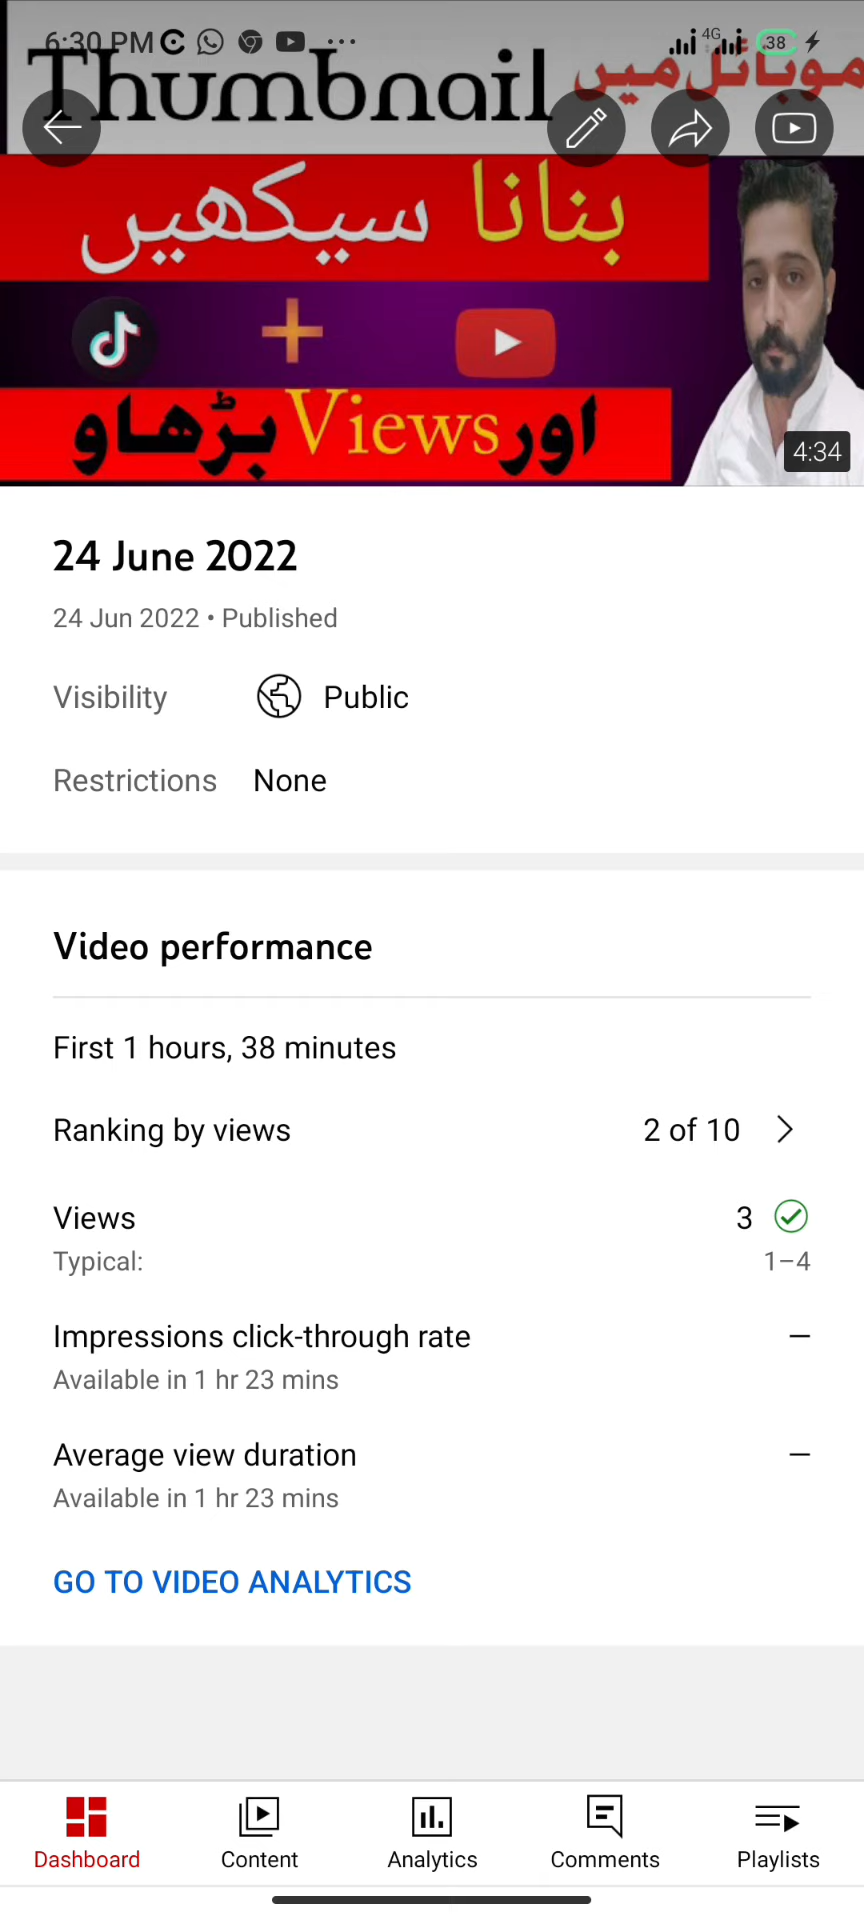 6:30 PM
4G
38
Thumbnail موبائل میں
بنانا سیکھیں
اور Views بڑھاو
4:34
24 June 2022
24 Jun 2022 • Published
Visibility Public
Restrictions None
Video performance
First 1 hours, 38 minutes
Ranking by views 2 of 10
Views 3
Typical: 1–4
Impressions click-through rate –
Available in 1 hr 23 mins
Average view duration –
Available in 1 hr 23 mins
GO TO VIDEO ANALYTICS
Dashboard Content Analytics Comments Playlists